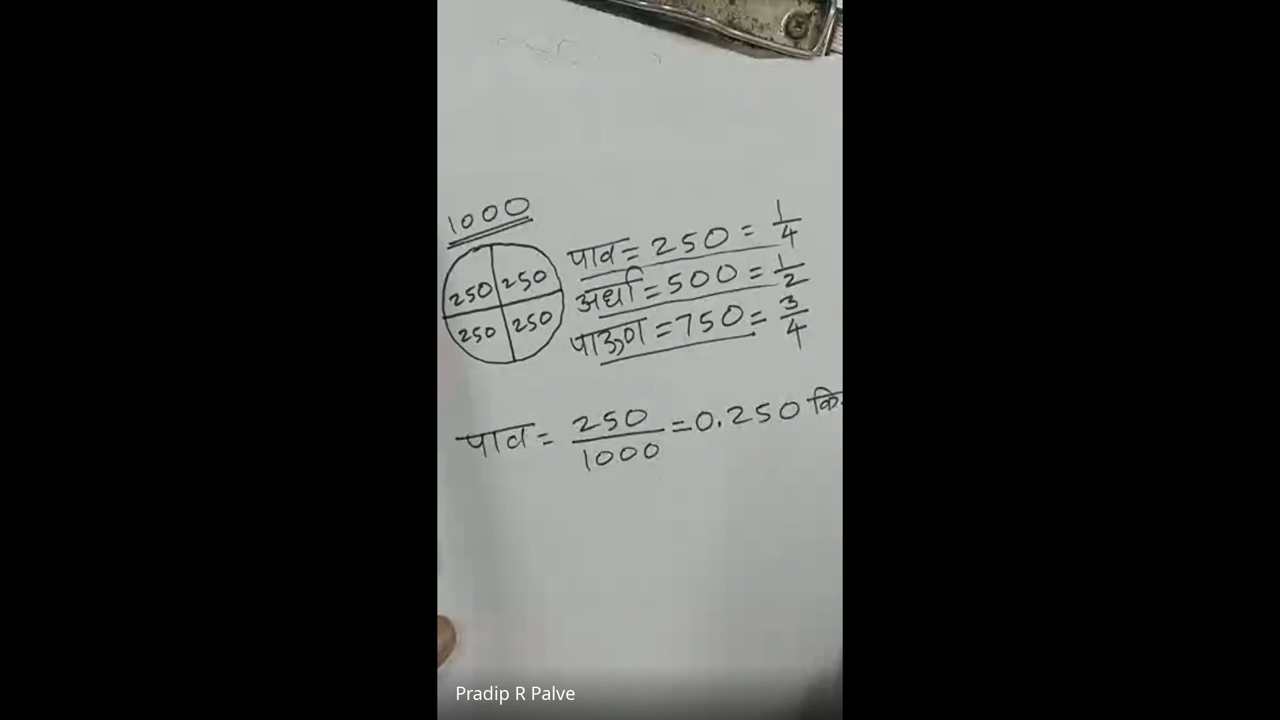 1000
250 250
250 250
पाव = 250 = 1/4
अर्धा = 500 = 1/2
पाऊण = 750 = 3/4
पाव = 250/1000 = 0.250 कि.
Pradip R Palve